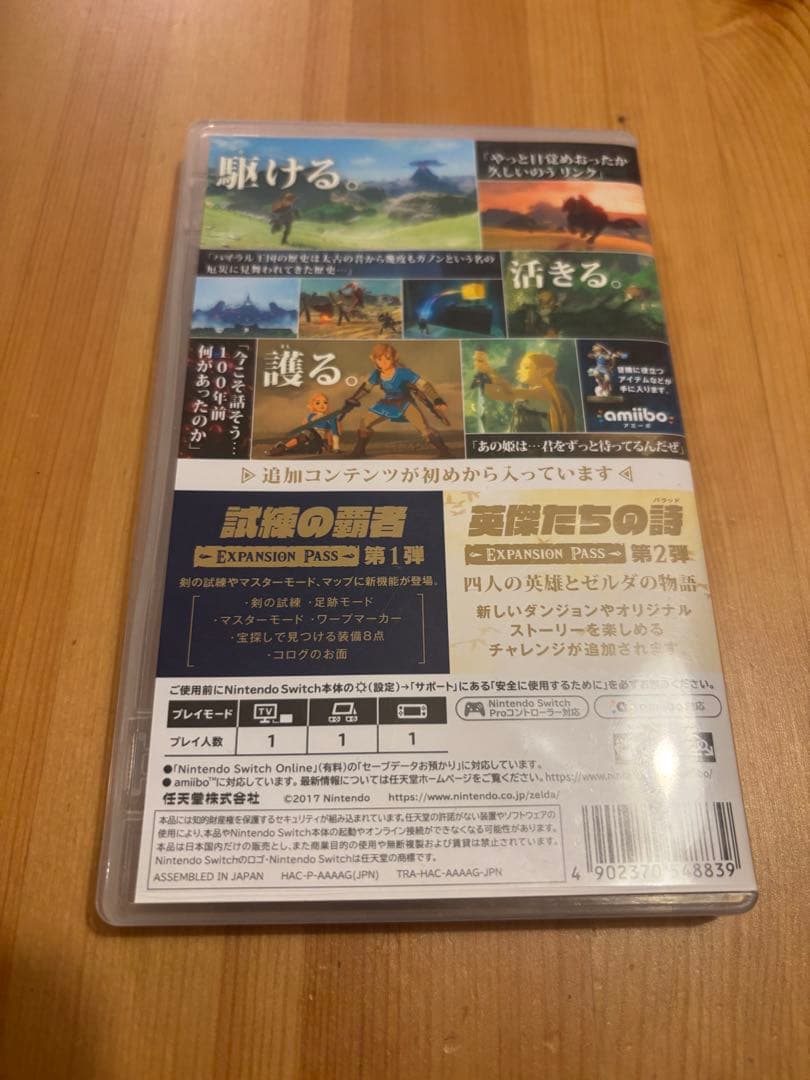 駆ける。
「やっと目覚めおったか
久しいのう リンク」
「ハイラル王国の歴史は太古の昔から幾度もガノンという名の
厄災に見舞われてきた歴史…」
活きる。
「今こそ話そう…
100年前
何があったのか」
護る。
冒険に役立つ
アイテムなどが
手に入ります。
amiibo
アミーボ
「あの姫は…君をずっと待ってるんだぜ」
追加コンテンツが初めから入っています
試練の覇者
EXPANSION PASS 第1弾
剣の試練やマスターモード、マップに新機能が登場。
・剣の試練 ・足跡モード
・マスターモード ・ワープマーカー
・宝探しで見つける装備8点
・コログのお面
バラッド
英傑たちの詩
EXPANSION PASS 第2弾
四人の英雄とゼルダの物語
新しいダンジョンやオリジナル
ストーリーを楽しめる
チャレンジが追加されます
ご使用前にNintendo Switch本体の(設定)→「サポート」にある「安全に使用するために」を必ずお読みください。
プレイモード TV
プレイ人数 1 1 1
Nintendo Switch
Proコントローラー対応
対応
●「Nintendo Switch Online」(有料)の「セーブデータお預かり」に対応しています。
● amiibo™に対応しています。最新情報については任天堂ホームページをご覧ください。https://www.nintendo.co.jp/
任天堂株式会社 ©2017 Nintendo https://www.nintendo.co.jp/zelda/
本品には知的財産権を保護するセキュリティが組み込まれています。任天堂の許諾がない装置やソフトウェアの
使用により、本品やNintendo Switch本体の起動やオンライン接続ができなくなる可能性があります。
本品は日本国内だけの販売とし、また商業目的の使用や無断複製および賃貸は禁止されています。
Nintendo Switchのロゴ・Nintendo Switchは任天堂の商標です。
ASSEMBLED IN JAPAN HAC-P-AAAAG(JPN) TRA-HAC-AAAAG-JPN
4 902370 548839